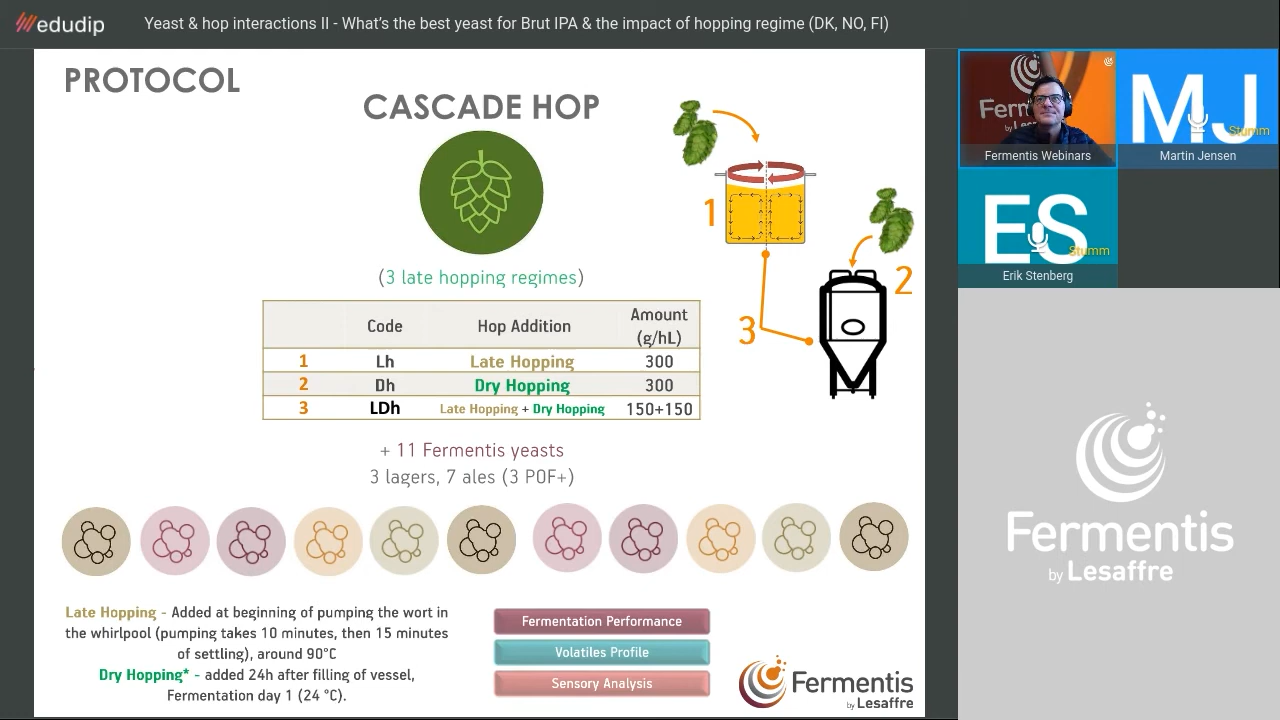 edudip
Yeast & hop interactions II - What's the best yeast for Brut IPA & the impact of hopping regime (DK, NO, FI)
PROTOCOL
CASCADE HOP
(3 late hopping regimes)
Code Hop Addition Amount (g/hL)
1 Lh Late Hopping 300
2 Dh Dry Hopping 300
3 LDh Late Hopping + Dry Hopping 150+150
1
2
3
+ 11 Fermentis yeasts
3 lagers, 7 ales (3 POF+)
Late Hopping - Added at beginning of pumping the wort in
the whirlpool (pumping takes 10 minutes, then 15 minutes
of settling), around 90°C
Dry Hopping* - added 24h after filling of vessel,
Fermentation day 1 (24 °C).
Fermentation Performance
Volatiles Profile
Sensory Analysis
Fermentis
by Lesaffre
Fermentis Webinars
MJ
Stumm
Martin Jensen
ES
Stumm
Erik Stenberg
Fermentis
by Lesaffre